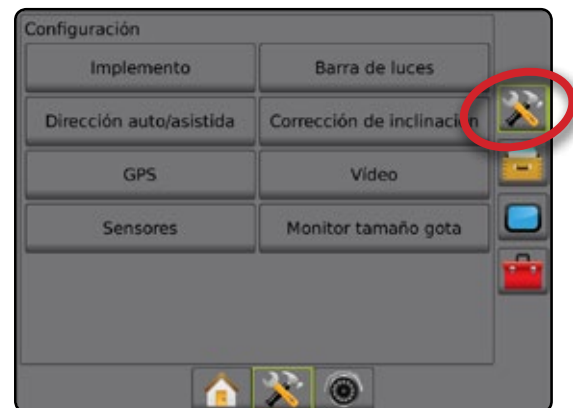 Configuración
Implemento
Barra de luces
Dirección auto/asistida
Corrección de inclinación
GPS
Vídeo
Sensores
Monitor tamaño gota